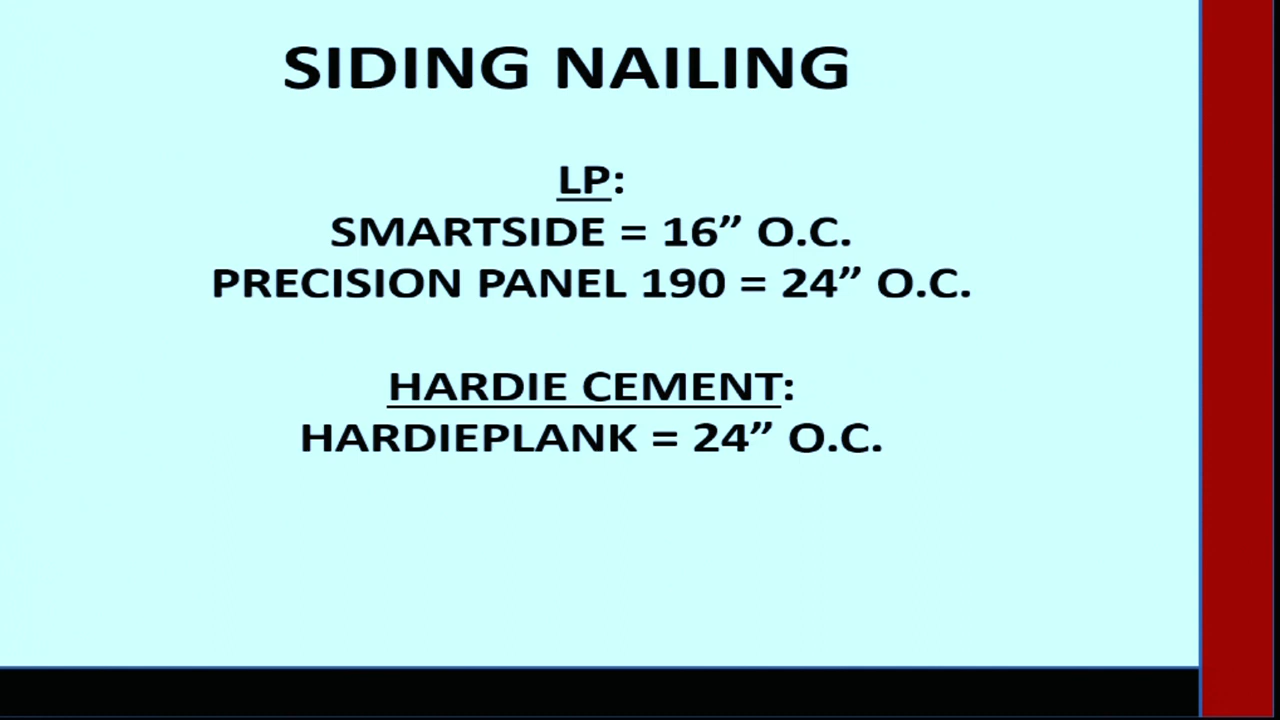 SIDING NAILING
LP:
SMARTSIDE = 16” O.C.
PRECISION PANEL 190 = 24” O.C.
HARDIE CEMENT:
HARDIEPLANK = 24” O.C.